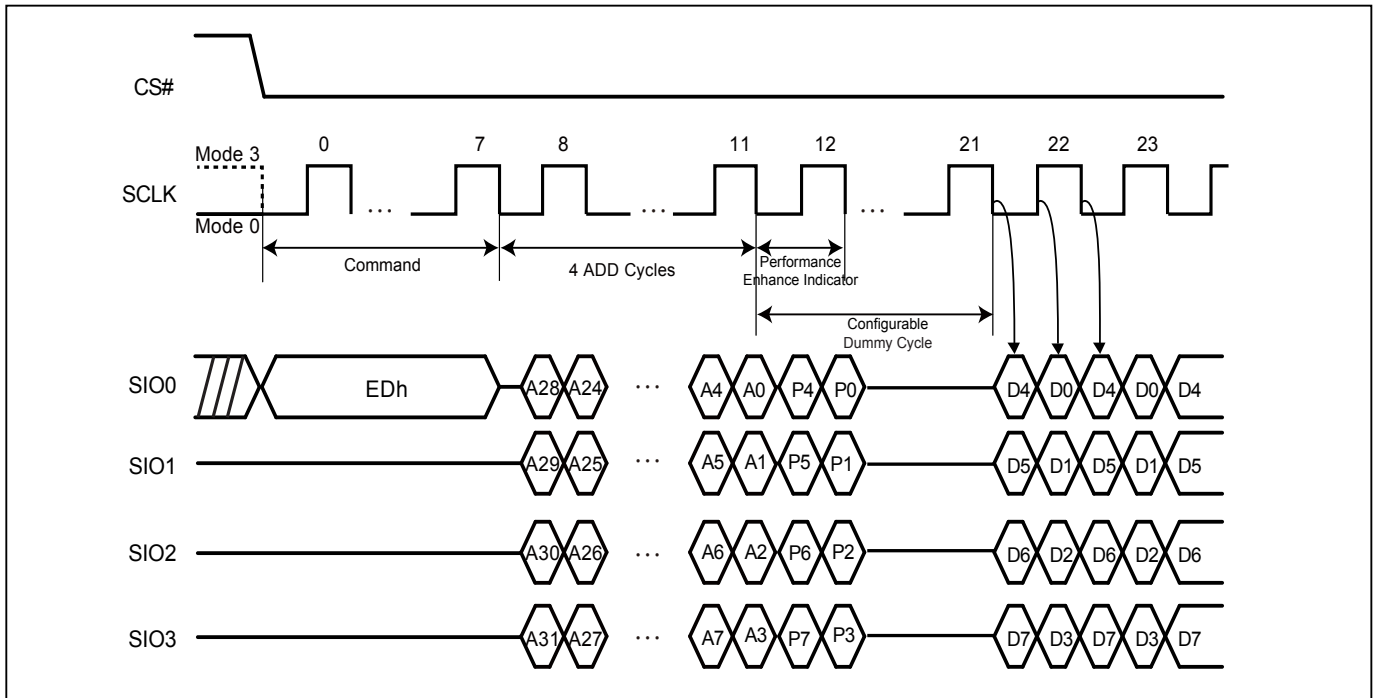 CS#
0 7 8 11 12 21 22 23
Mode 3
SCLK
Mode 0
... ... ...
Command
4 ADD Cycles
Performance
Enhance Indicator
Configurable
Dummy Cycle
SIO0 EDh A28 A24 ... A4 A0 P4 P0 D4 D0 D4 D0 D4
SIO1 A29 A25 ... A5 A1 P5 P1 D5 D1 D5 D1 D5
SIO2 A30 A26 ... A6 A2 P6 P2 D6 D2 D6 D2 D6
SIO3 A31 A27 ... A7 A3 P7 P3 D7 D3 D7 D3 D7